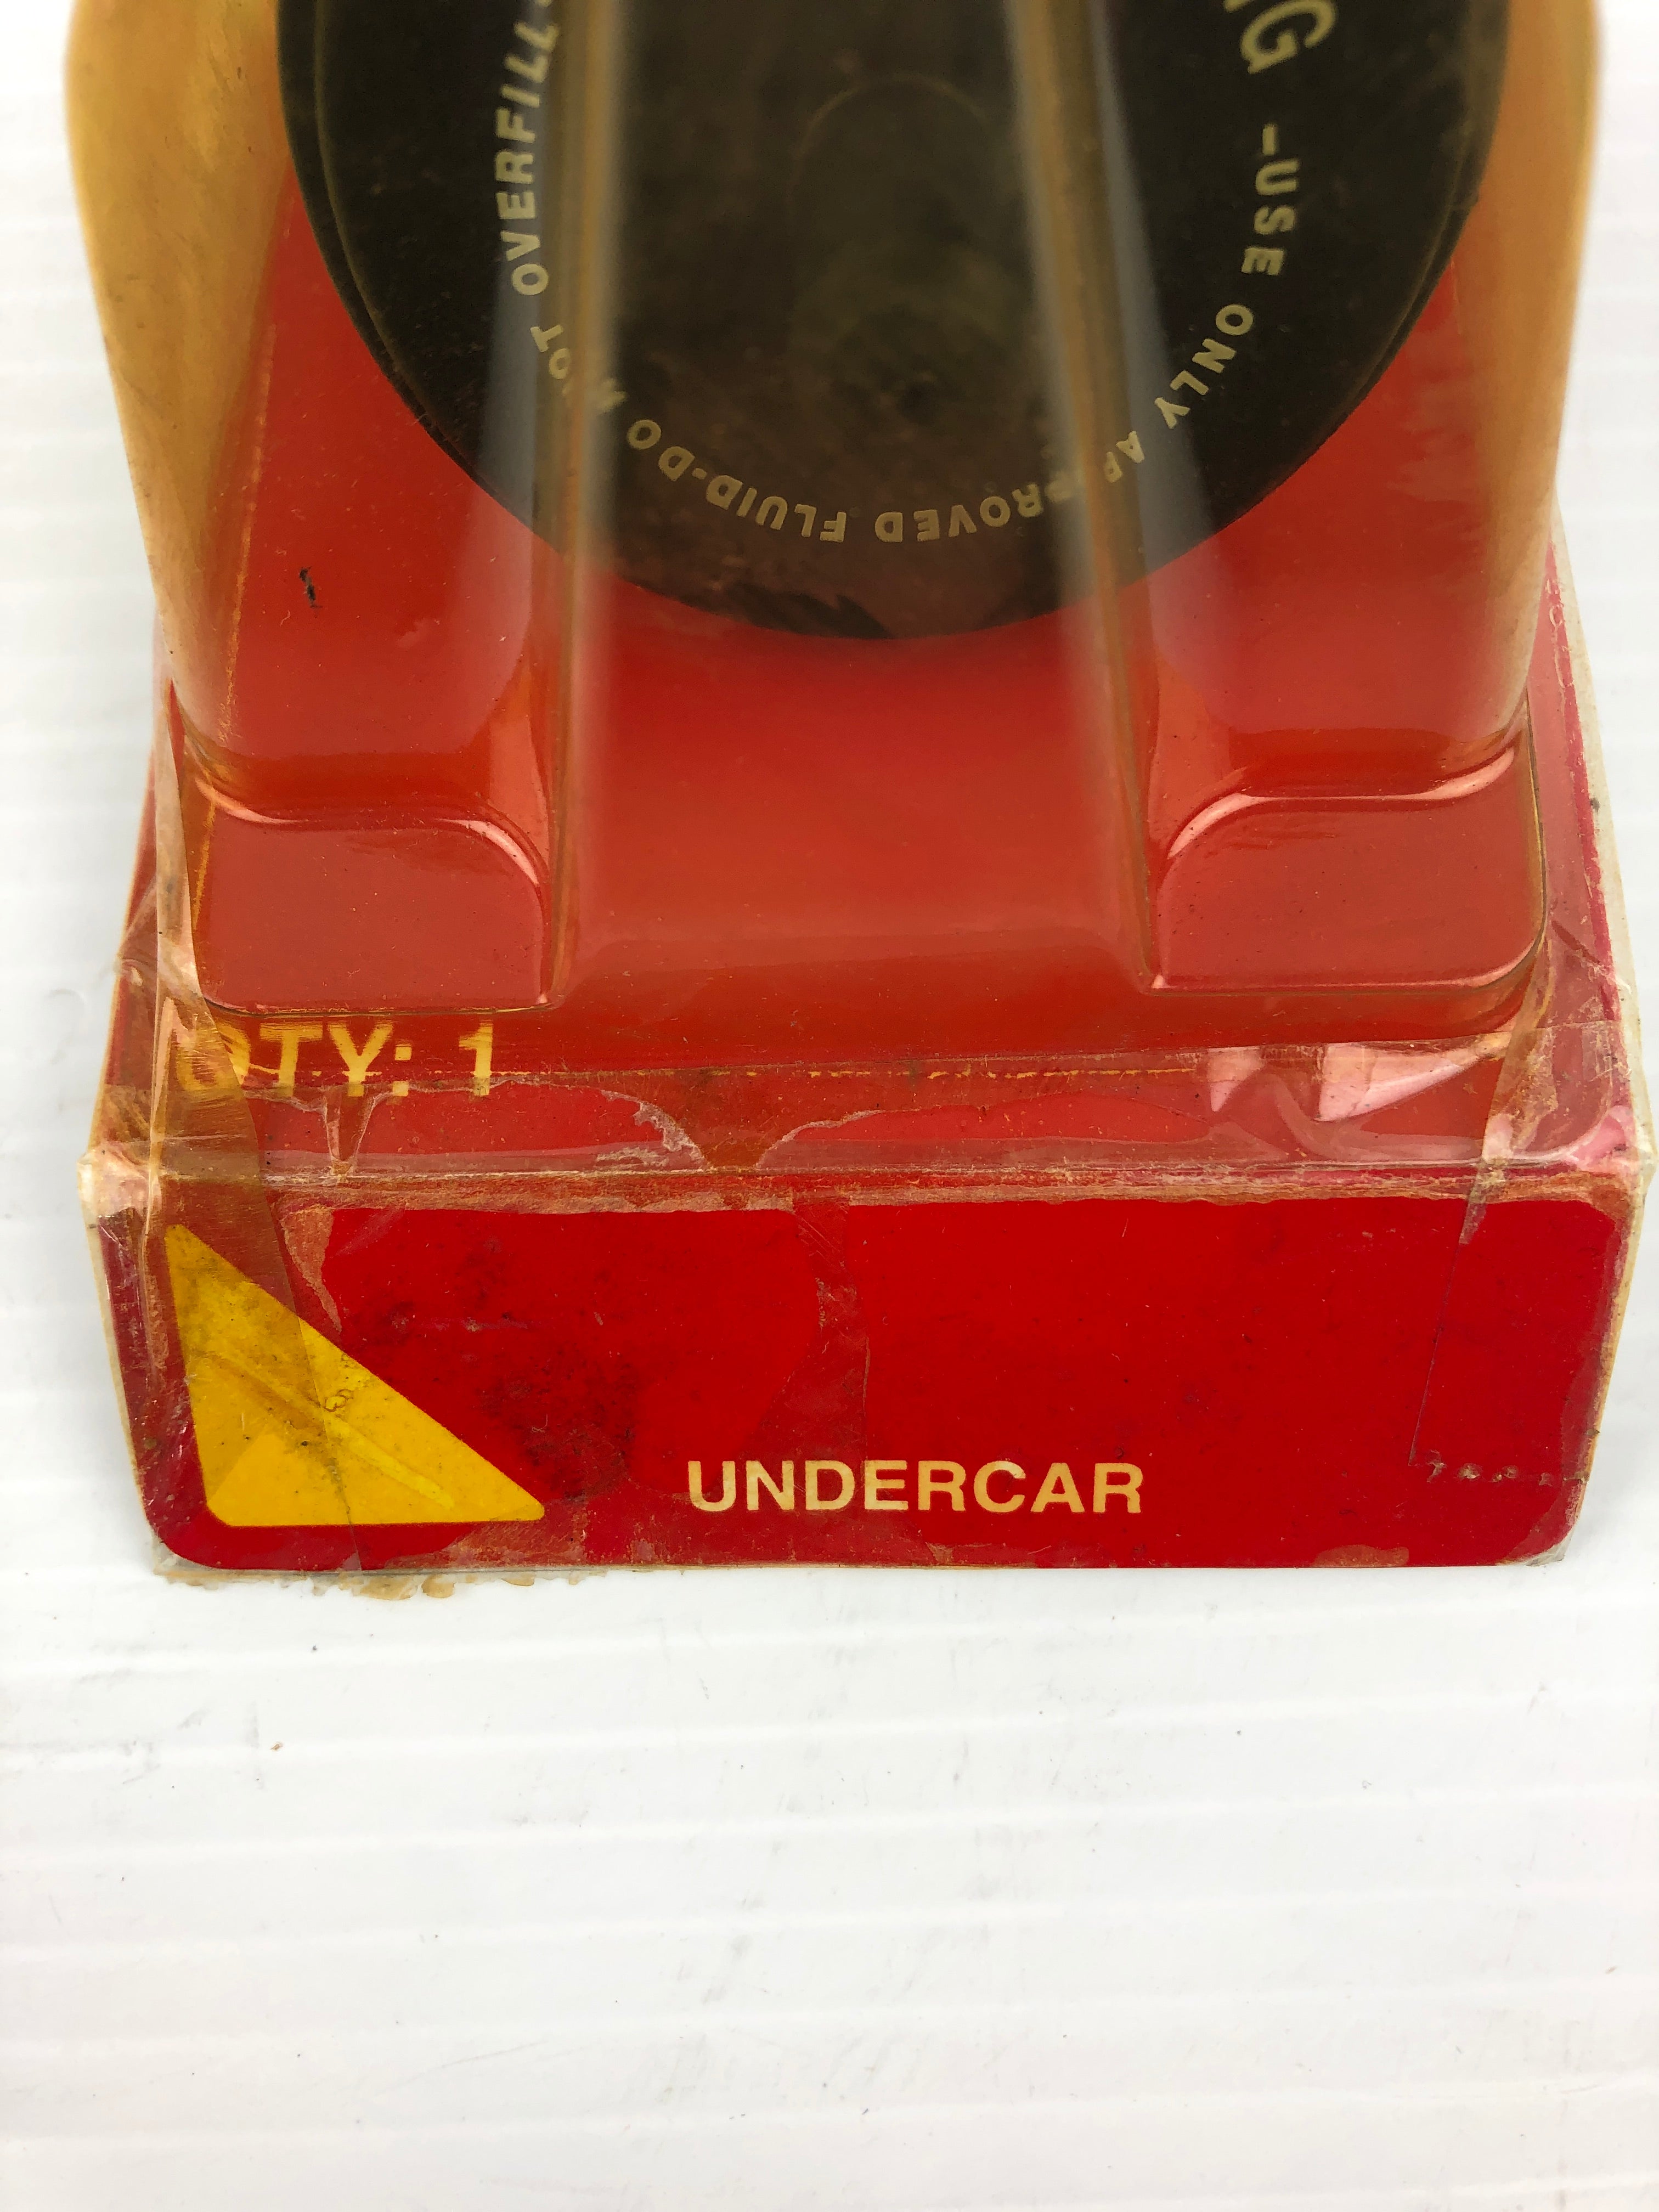 G -USE ONLY APPROVED FLUID-DO NOT OVERFILL-
QTY: 1
UNDERCAR